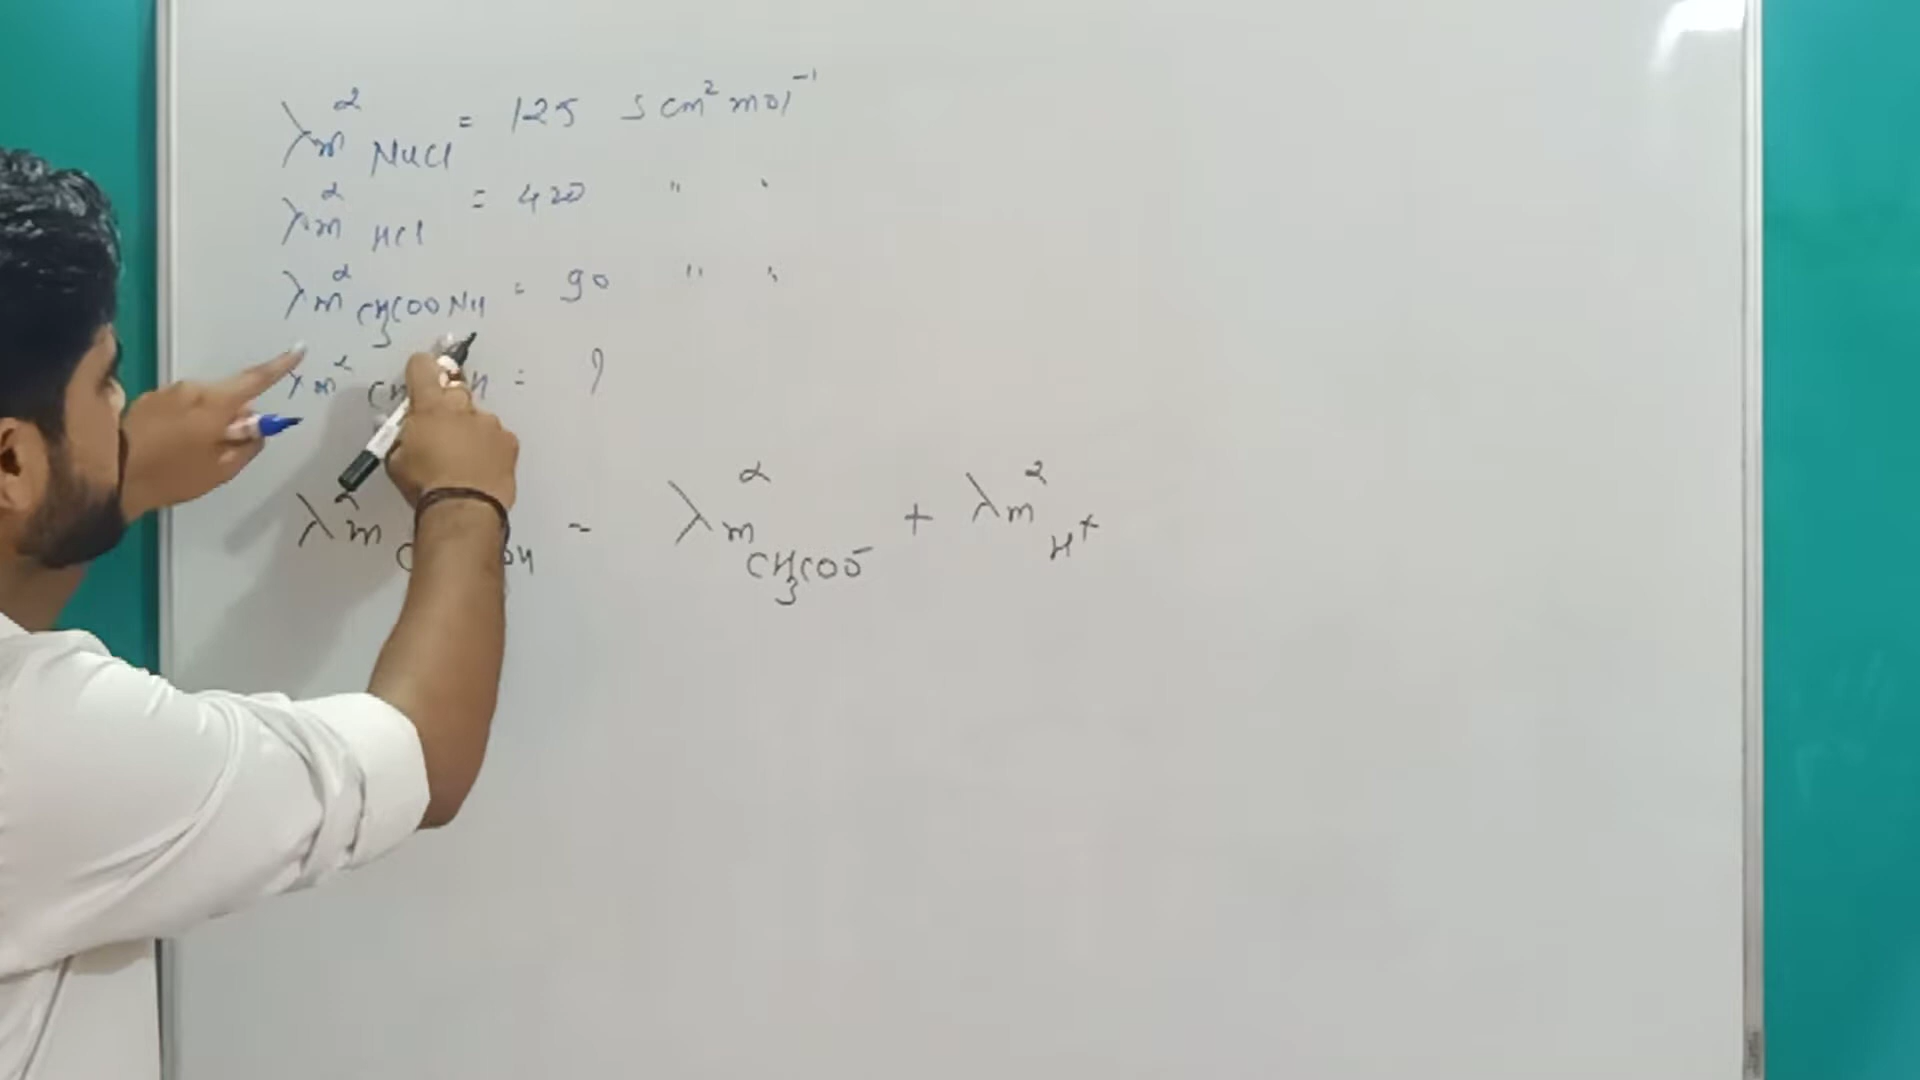 λm^α NaCl = 125 S cm² mol⁻¹
λm^α HCl = 420 " "
λm^α CH₃COONa = 90 " "
λm^α = ?
λm^α = λm^α CH₃COO⁻ + λm^α H⁺